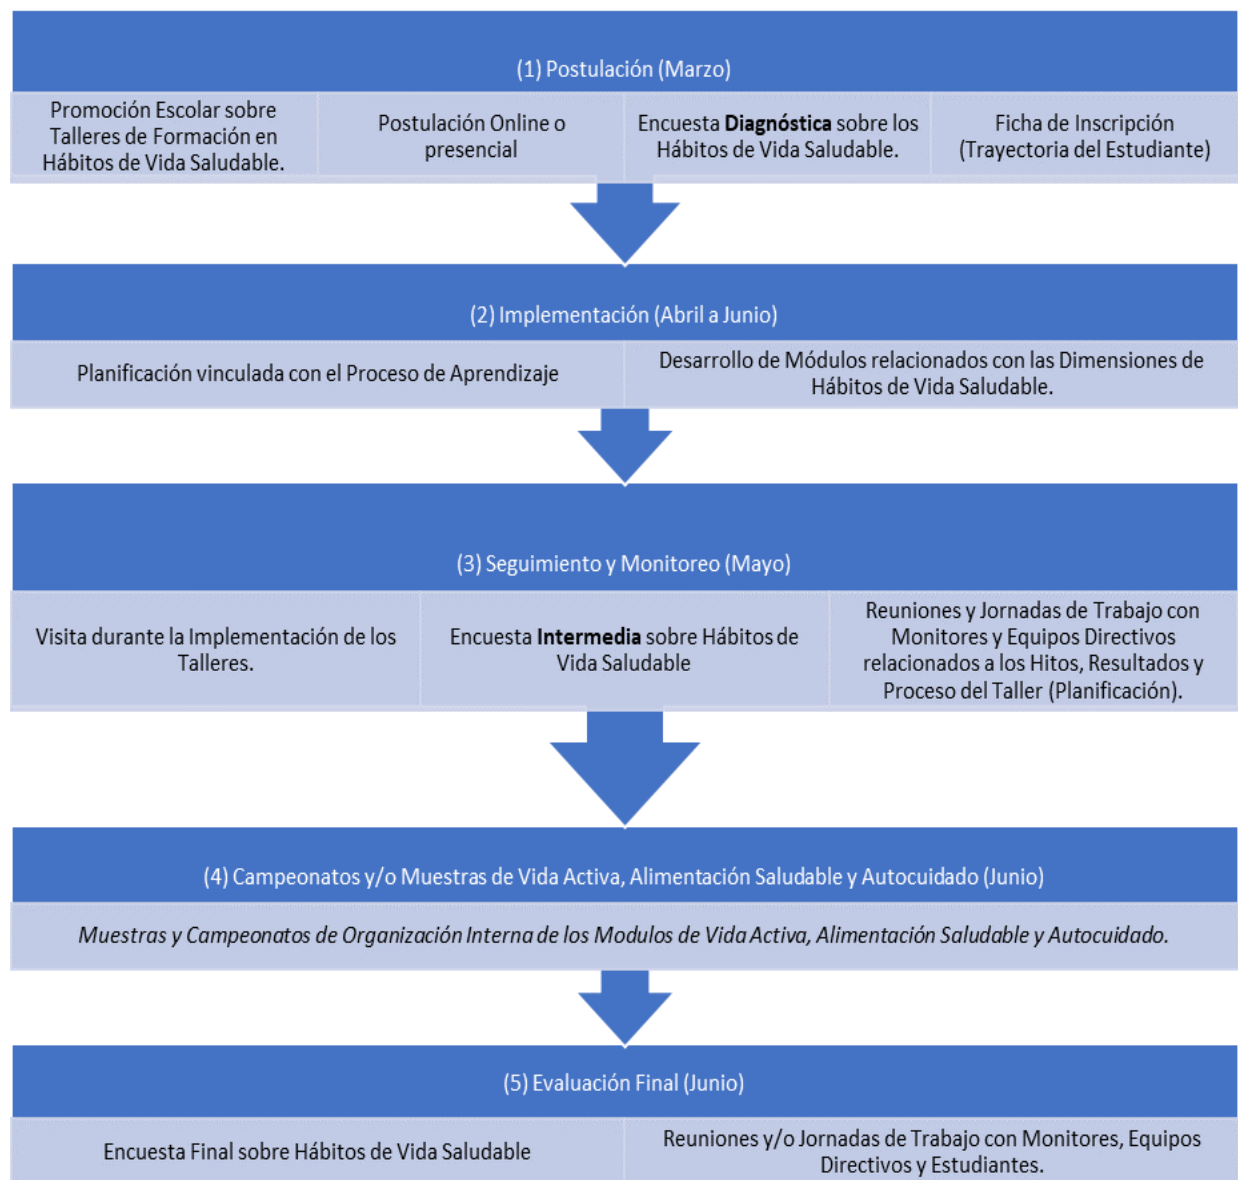 (1) Postulación (Marzo)
Promoción Escolar sobre
Talleres de Formación en
Hábitos de Vida Saludable.
Postulación Online o
presencial
Encuesta Diagnóstica sobre los
Hábitos de Vida Saludable.
Ficha de Inscripción
(Trayectoria del Estudiante)
(2) Implementación (Abril a Junio)
Planificación vinculada con el Proceso de Aprendizaje
Desarrollo de Módulos relacionados con las Dimensiones de
Hábitos de Vida Saludable.
(3) Seguimiento y Monitoreo (Mayo)
Visita durante la Implementación de los
Talleres.
Encuesta Intermedia sobre Hábitos de
Vida Saludable
Reuniones y Jornadas de Trabajo con
Monitores y Equipos Directivos
relacionados a los Hitos, Resultados y
Proceso del Taller (Planificación).
(4) Campeonatos y/o Muestras de Vida Activa, Alimentación Saludable y Autocuidado (Junio)
Muestras y Campeonatos de Organización Interna de los Modulos de Vida Activa, Alimentación Saludable y Autocuidado.
(5) Evaluación Final (Junio)
Encuesta Final sobre Hábitos de Vida Saludable
Reuniones y/o Jornadas de Trabajo con Monitores, Equipos
Directivos y Estudiantes.